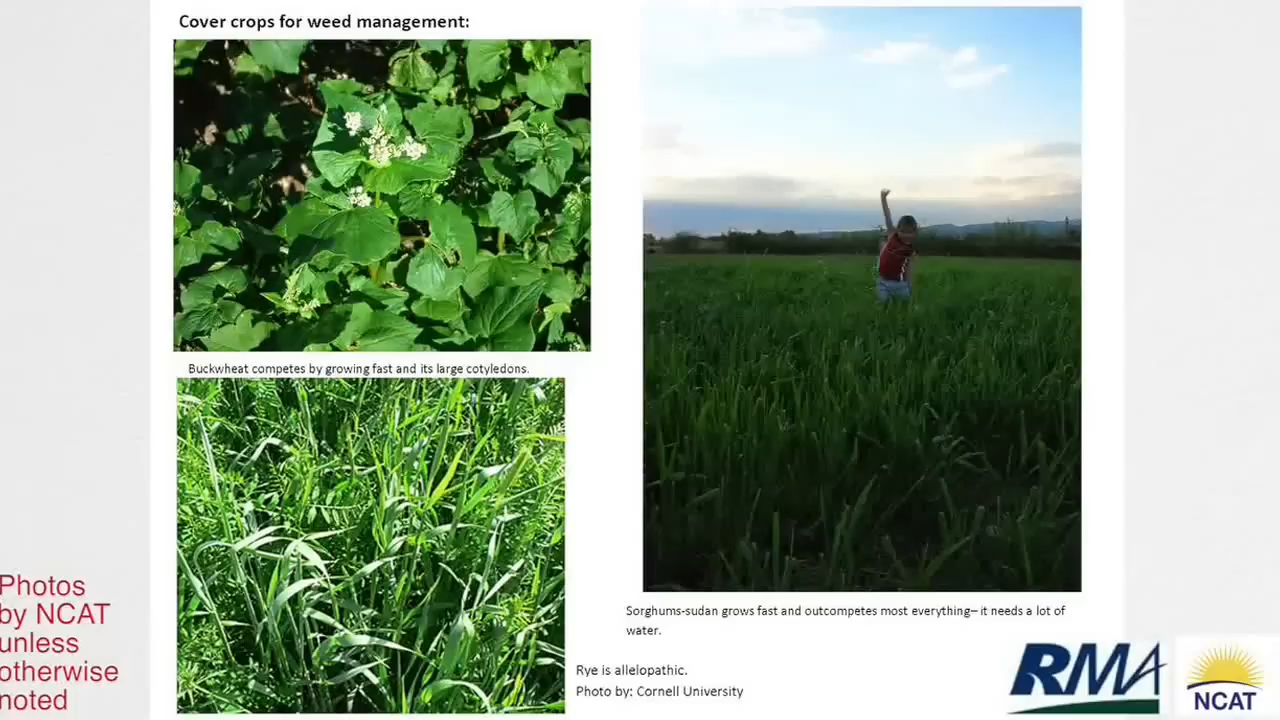 Cover crops for weed management:
Buckwheat competes by growing fast and its large cotyledons.
Sorghums-sudan grows fast and outcompetes most everything– it needs a lot of
water.
Rye is allelopathic.
Photo by: Cornell University
Photos
by NCAT
unless
otherwise
noted
RMA
NCAT